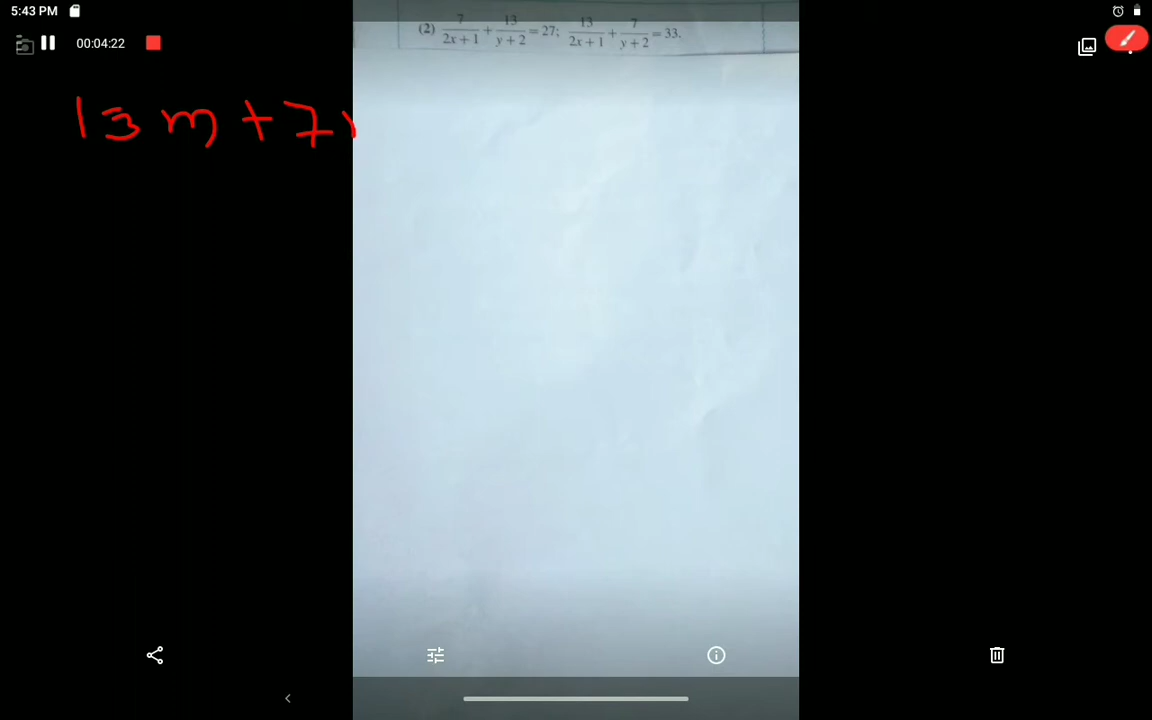 5:43 PM
00:04:22
(2) 7/(2x+1) + 13/(y+2) = 27; 13/(2x+1) + 7/(y+2) = 33.
13m+7